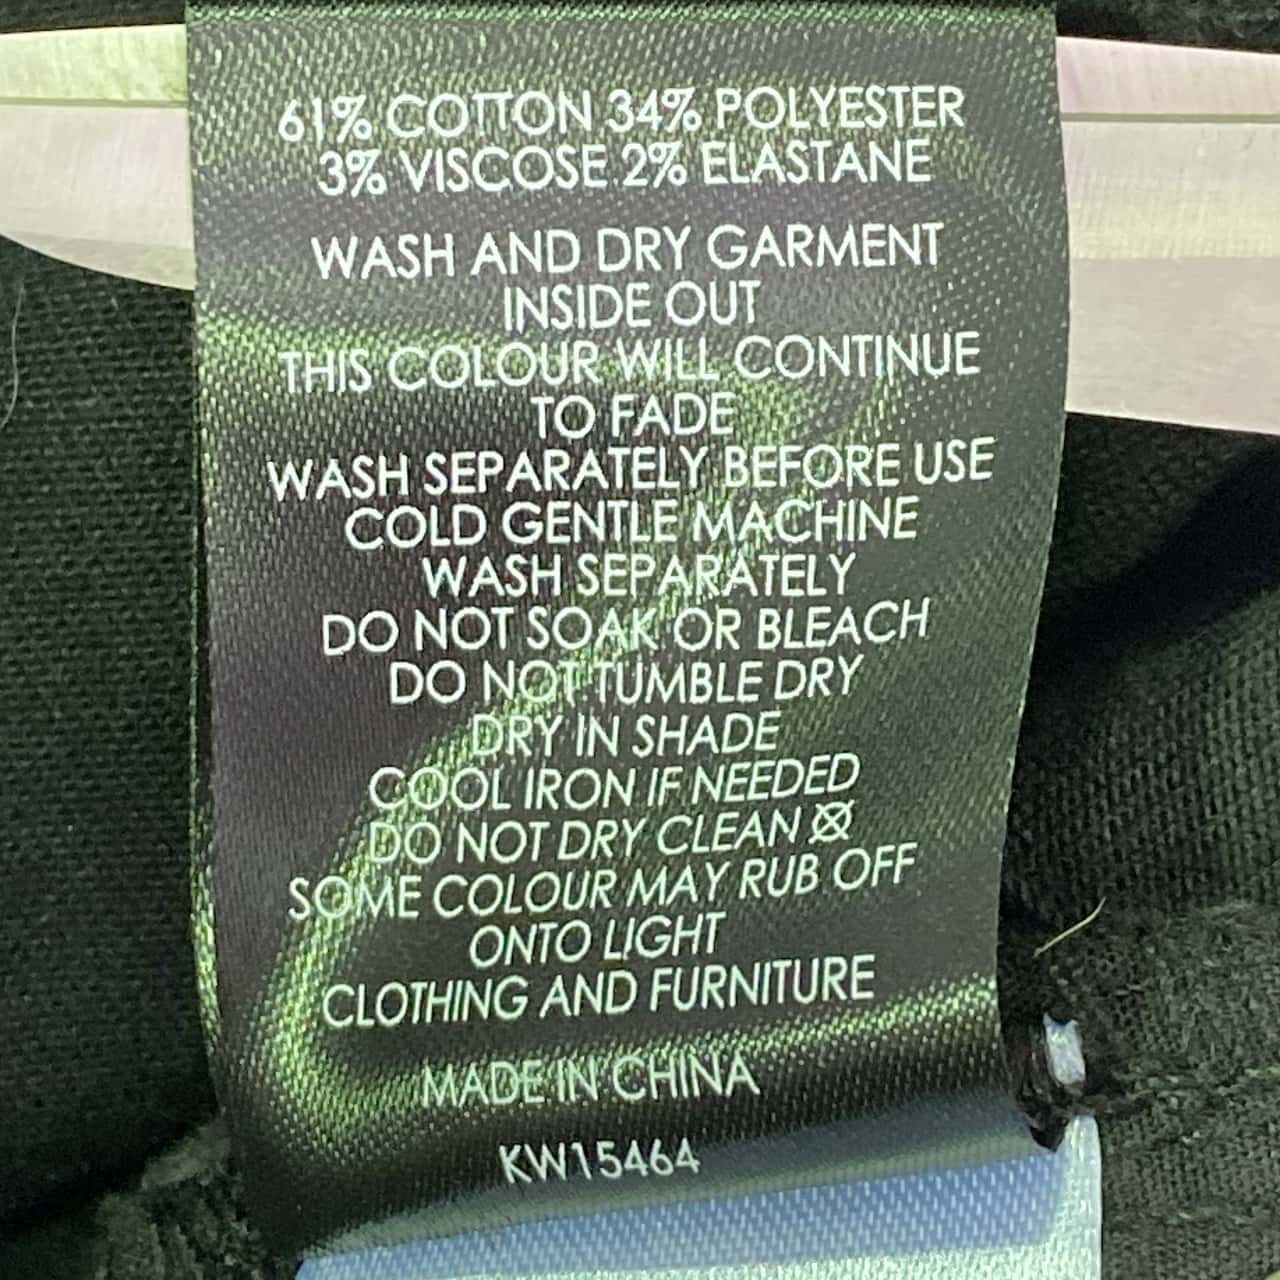 61% COTTON 34% POLYESTER
3% VISCOSE 2% ELASTANE
WASH AND DRY GARMENT
INSIDE OUT
THIS COLOUR WILL CONTINUE
TO FADE
WASH SEPARATELY BEFORE USE
COLD GENTLE MACHINE
WASH SEPARATELY
DO NOT SOAK OR BLEACH
DO NOT TUMBLE DRY
DRY IN SHADE
COOL IRON IF NEEDED
DO NOT DRY CLEAN
SOME COLOUR MAY RUB OFF
ONTO LIGHT
CLOTHING AND FURNITURE
MADE IN CHINA
KW15464